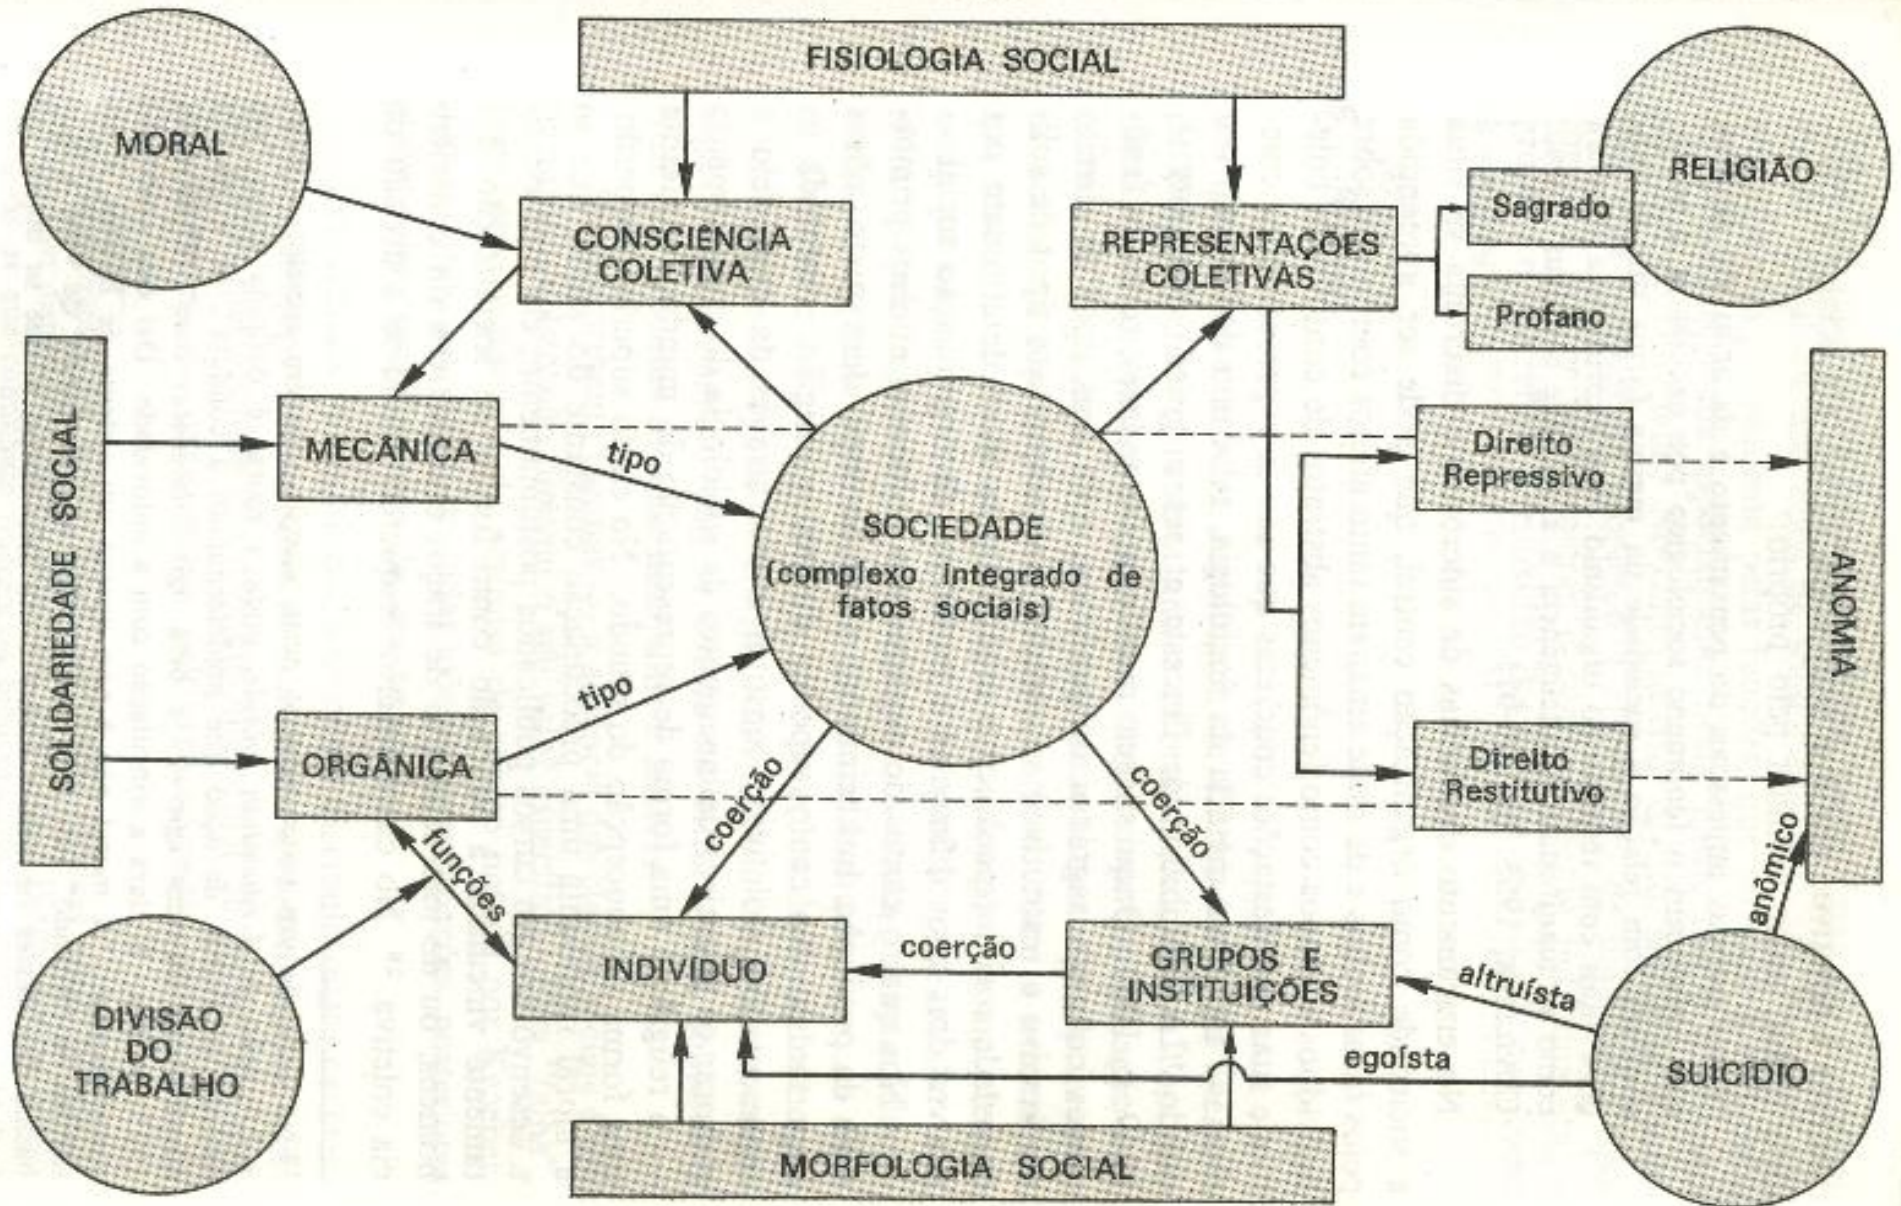 FISIOLOGIA SOCIAL
MORAL
RELIGIÃO
CONSCIÊNCIA
COLETIVA
REPRESENTAÇÕES
COLETIVAS
Sagrado
Profano
SOLIDARIEDADE SOCIAL
MECÂNICA
tipo
SOCIEDADE
(complexo integrado de
fatos sociais)
Direito
Repressivo
ANOMIA
ORGÂNICA
tipo
Direito
Restitutivo
coerção
coerção
funções
anômico
DIVISÃO
DO
TRABALHO
INDIVÍDUO
coerção
GRUPOS E
INSTITUIÇÕES
altruísta
egoísta
SUICÍDIO
MORFOLOGIA SOCIAL